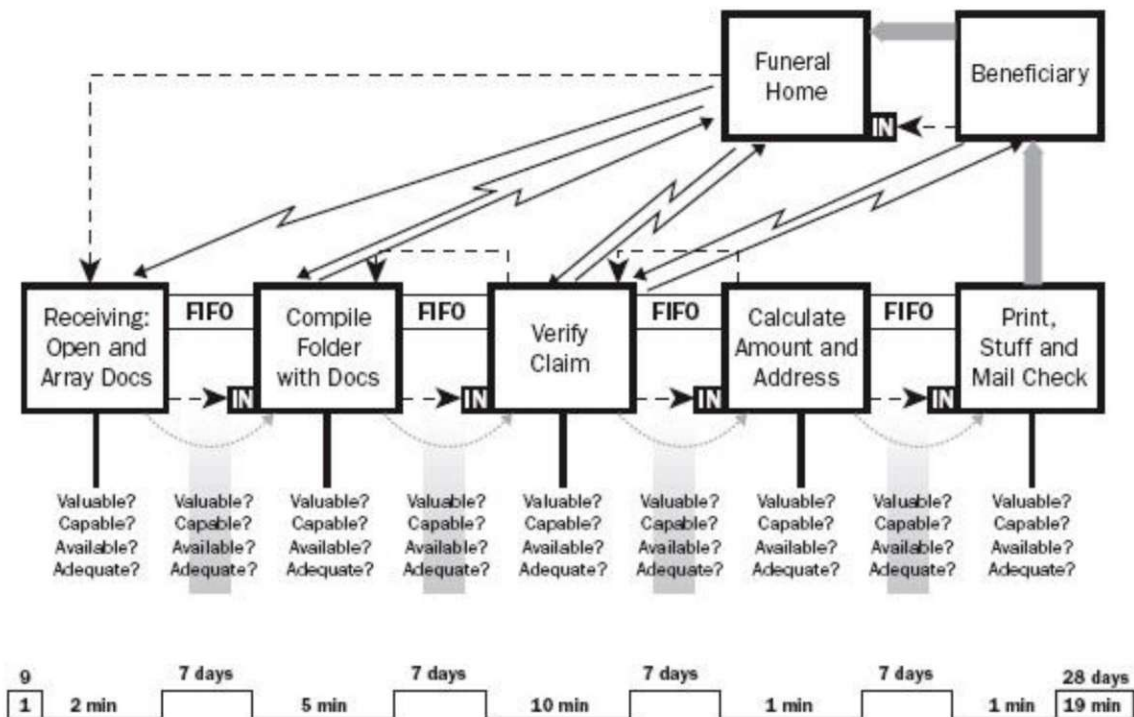 Funeral
Home
Beneficiary
IN
Receiving:
Open and
Array Docs
FIFO
Compile
Folder
with Docs
FIFO
Verify
Claim
FIFO
Calculate
Amount and
Address
FIFO
Print,
Stuff and
Mail Check
IN
IN
IN
IN
Valuable?
Capable?
Available?
Adequate?
Valuable?
Capable?
Available?
Adequate?
Valuable?
Capable?
Available?
Adequate?
Valuable?
Capable?
Available?
Adequate?
Valuable?
Capable?
Available?
Adequate?
Valuable?
Capable?
Available?
Adequate?
Valuable?
Capable?
Available?
Adequate?
Valuable?
Capable?
Available?
Adequate?
Valuable?
Capable?
Available?
Adequate?
9
7 days
7 days
7 days
7 days
28 days
1
2 min
5 min
10 min
1 min
1 min
19 min